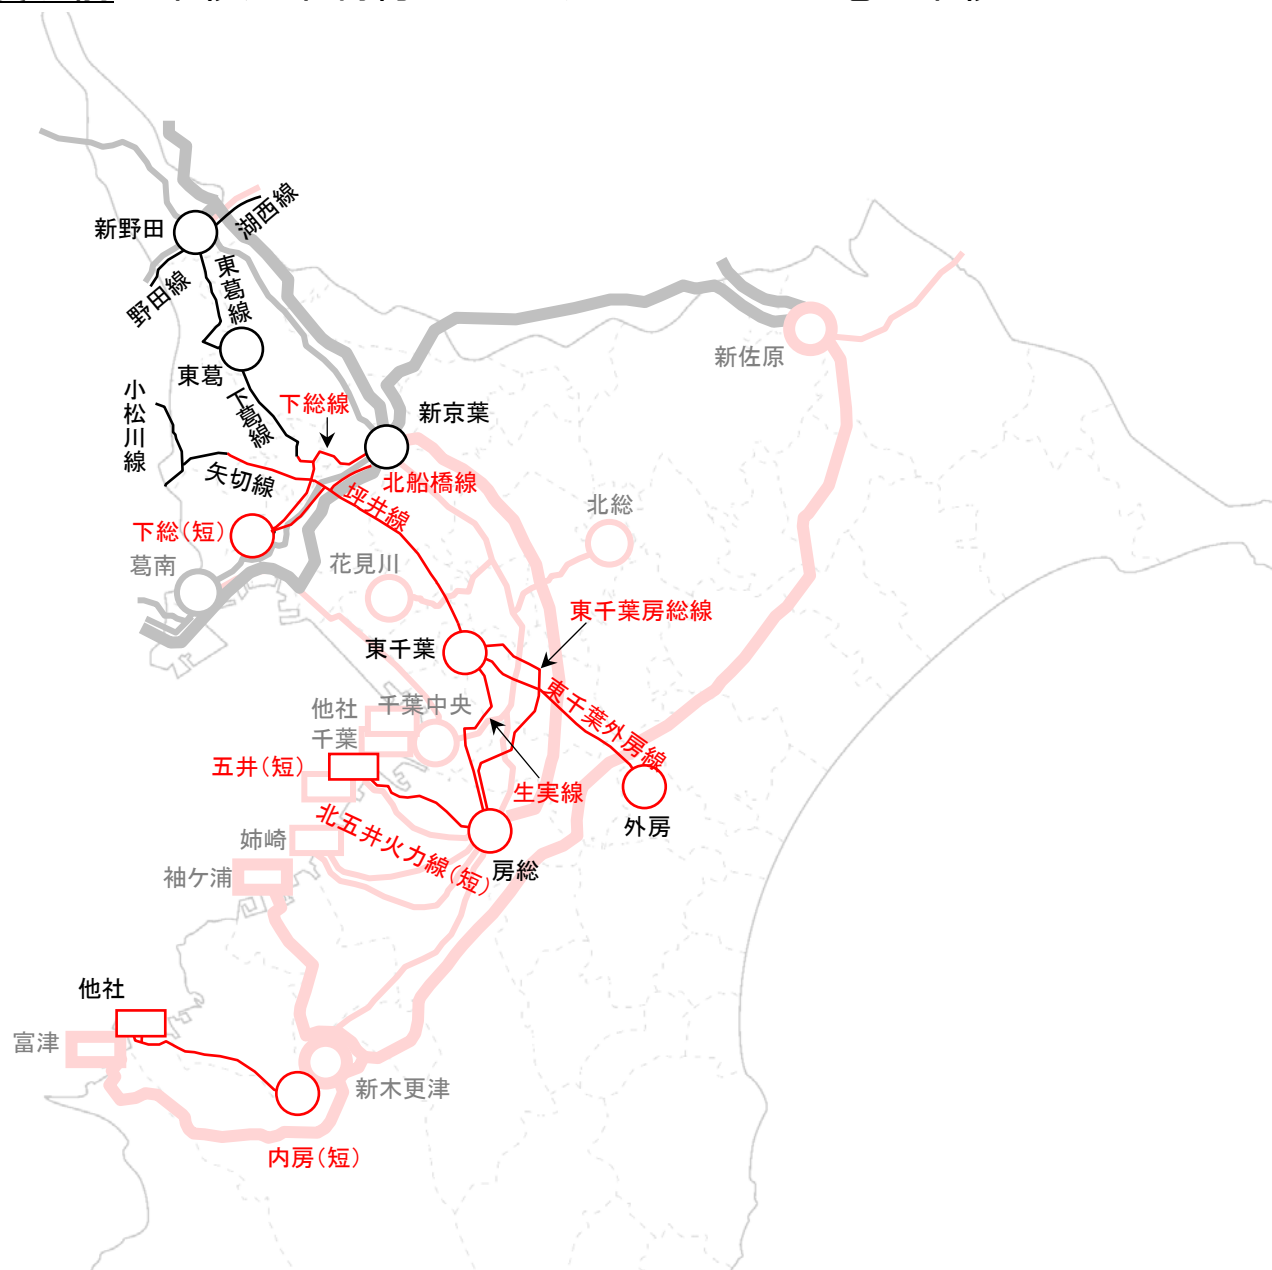 湖西線
新野田
東葛線
野田線
新佐原
東葛
小松川線
下葛線
下総線
新京葉
矢切線
北船橋線
坪井線
北総
下総(短)
葛南
花見川
東千葉房総線
東千葉
東千葉外房線
千葉中央
他社
千葉
五井(短)
生実線
北五井火力線(短)
外房
姉崎
房総
袖ケ浦
他社
富津
新木更津
内房(短)